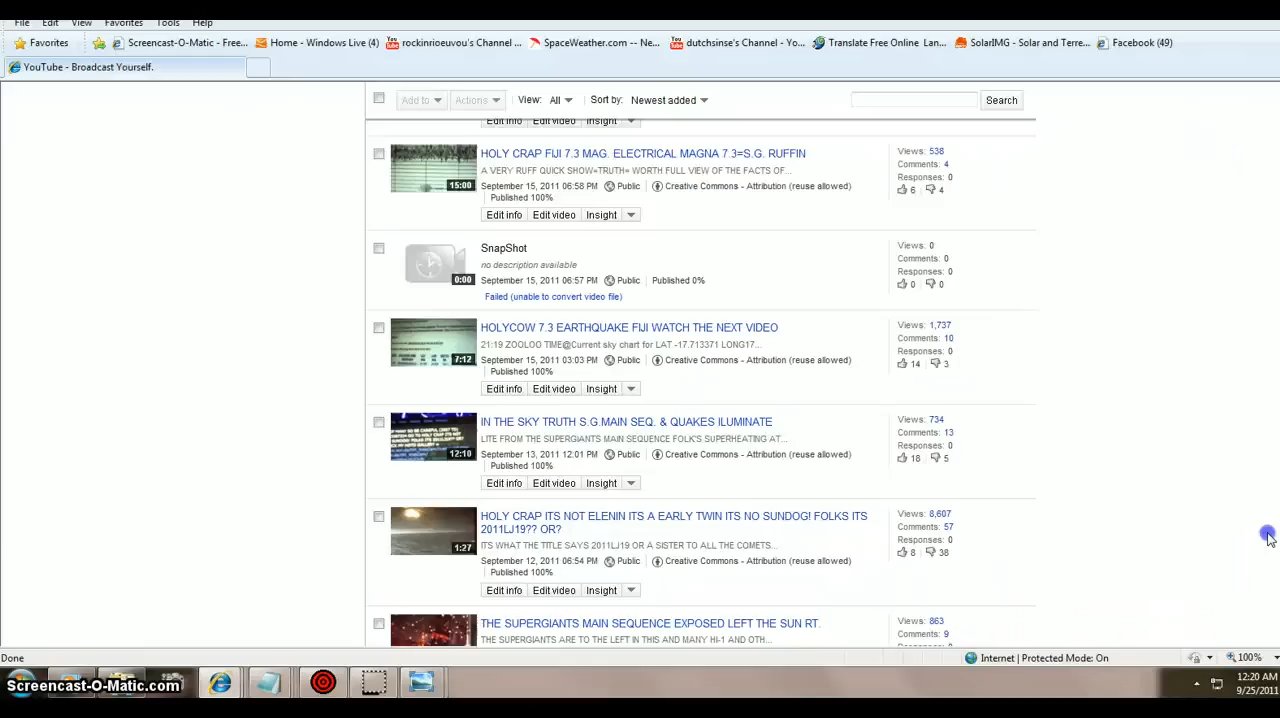 File Edit View Favorites Tools Help
Favorites Screencast-O-Matic - Free... Home - Windows Live (4) rockinrioeuvou's Channel ... SpaceWeather.com -- Ne... dutchsinse's Channel - Yo... Translate Free Online Lan... SolarIMG - Solar and Terre... Facebook (49)
YouTube - Broadcast Yourself.
Add to Actions View: All Sort by: Newest added Search
Edit info Edit video Insight
HOLY CRAP FIJI 7.3 MAG. ELECTRICAL MAGNA 7.3=S.G. RUFFIN
A VERY RUFF QUICK SHOW=TRUTH= WORTH FULL VIEW OF THE FACTS OF...
September 15, 2011 06:58 PM Public Creative Commons - Attribution (reuse allowed)
Published 100%
15:00
Edit info Edit video Insight
Views: 538
Comments: 4
Responses: 0
6 4
SnapShot
no description available
0:00
September 15, 2011 06:57 PM Public Published 0%
Failed (unable to convert video file)
Views: 0
Comments: 0
Responses: 0
0 0
HOLYCOW 7.3 EARTHQUAKE FIJI WATCH THE NEXT VIDEO
21:19 ZOOLOO TIME@Current sky chart for LAT -17.713371 LONG17...
7:12
September 15, 2011 03:03 PM Public Creative Commons - Attribution (reuse allowed)
Published 100%
Edit info Edit video Insight
Views: 1,737
Comments: 10
Responses: 0
14 3
IN THE SKY TRUTH S.G.MAIN SEQ. & QUAKES ILUMINATE
LITE FROM THE SUPERGIANTS MAIN SEQUENCE FOLK'S SUPERHEATING AT...
12:10
September 13, 2011 12:01 PM Public Creative Commons - Attribution (reuse allowed)
Published 100%
Edit info Edit video Insight
Views: 734
Comments: 13
Responses: 0
18 5
HOLY CRAP ITS NOT ELENIN ITS A EARLY TWIN ITS NO SUNDOG! FOLKS ITS
2011LJ19?? OR?
ITS WHAT THE TITLE SAYS 2011LJ19 OR A SISTER TO ALL THE COMETS...
1:27
September 12, 2011 06:54 PM Public Creative Commons - Attribution (reuse allowed)
Published 100%
Edit info Edit video Insight
Views: 8,607
Comments: 57
Responses: 0
8 38
THE SUPERGIANTS MAIN SEQUENCE EXPOSED LEFT THE SUN RT.
THE SUPERGIANTS ARE TO THE LEFT IN THIS AND MANY HI-1 AND OTH...
Views: 863
Comments: 9
Done Internet | Protected Mode: On 100%
Screencast-O-Matic.com
12:20 AM
9/25/2011